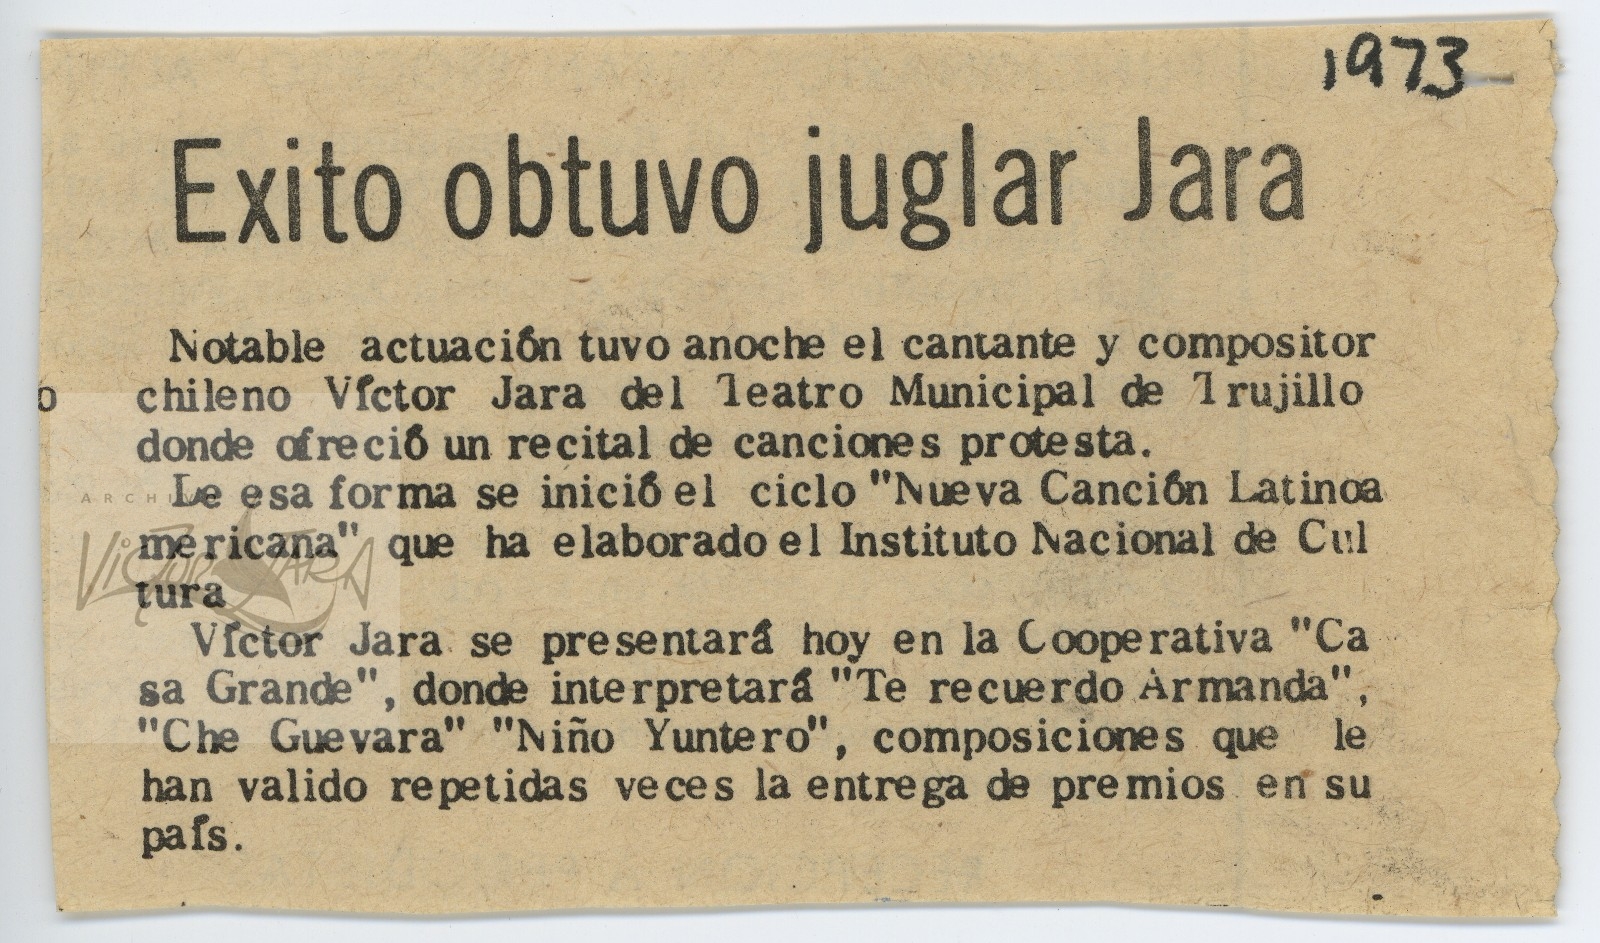 1973
Exito obtuvo juglar Jara
Notable actuación tuvo anoche el cantante y compositor
o
chileno Víctor Jara del Teatro Municipal de Trujillo
donde ofreció un recital de canciones protesta.
De esa forma se inició el ciclo "Nueva Canción Latinoa
mericana" que ha elaborado el Instituto Nacional de Cul
tura
Víctor Jara se presentará hoy en la Cooperativa "Ca
sa Grande", donde interpretará "Te recuerdo Armanda",
"Che Guevara" "Niño Yuntero", composiciones que le
han valido repetidas veces la entrega de premios en su
país.
ARCHIVO
VICTOR JARA